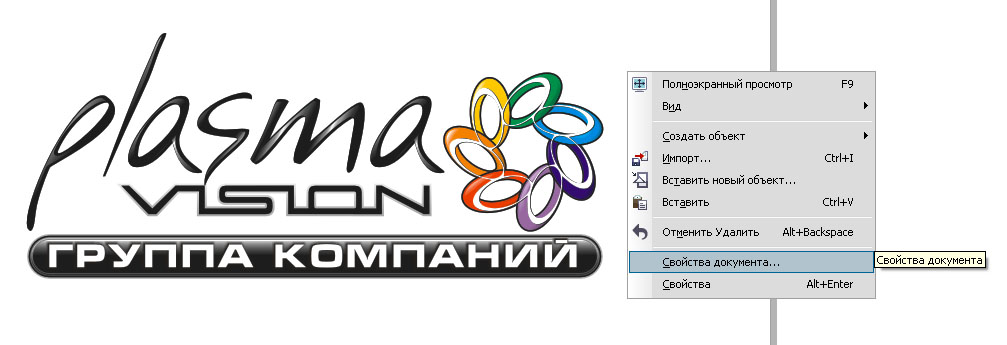 plasma
VISION
ГРУППА КОМПАНИЙ
Полноэкранный просмотр F9
Вид
Создать объект
Импорт... Ctrl+I
Вставить новый объект...
Вставить Ctrl+V
Отменить Удалить Alt+Backspace
Свойства документа...
Свойства документа
Свойства Alt+Enter